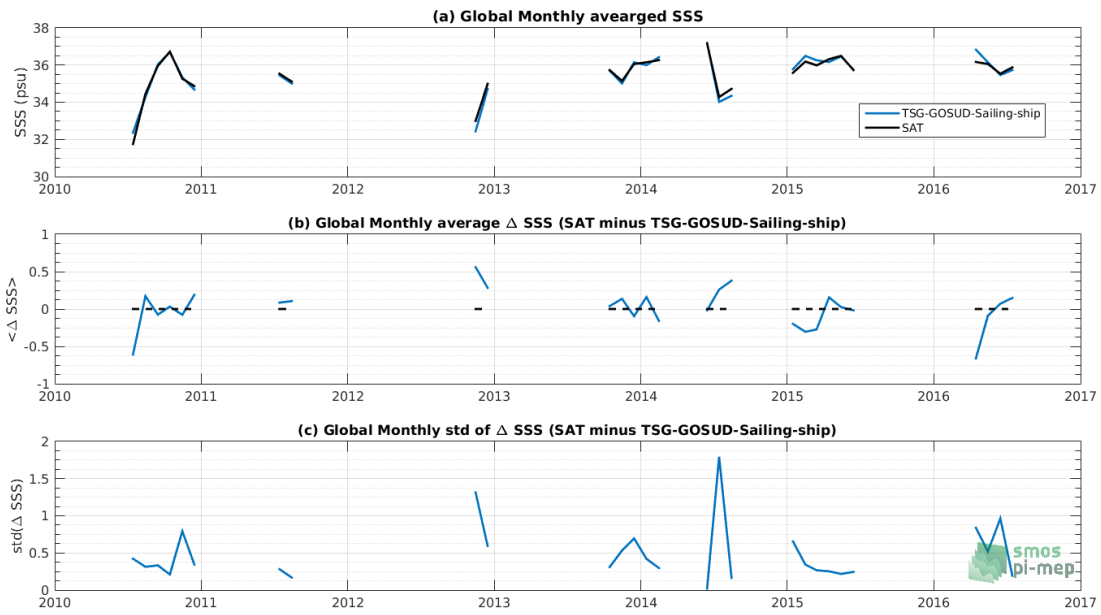 (a) Global Monthly avearged SSS
SSS (psu)
38
36
34
32
30
TSG-GOSUD-Sailing-ship
SAT
2010 2011 2012 2013 2014 2015 2016 2017
(b) Global Monthly average Δ SSS (SAT minus TSG-GOSUD-Sailing-ship)
<Δ SSS>
1
0.5
0
-0.5
-1
2010 2011 2012 2013 2014 2015 2016 2017
(c) Global Monthly std of Δ SSS (SAT minus TSG-GOSUD-Sailing-ship)
std(Δ SSS)
2
1.5
1
0.5
0
smos
pi-mep
2010 2011 2012 2013 2014 2015 2016 2017